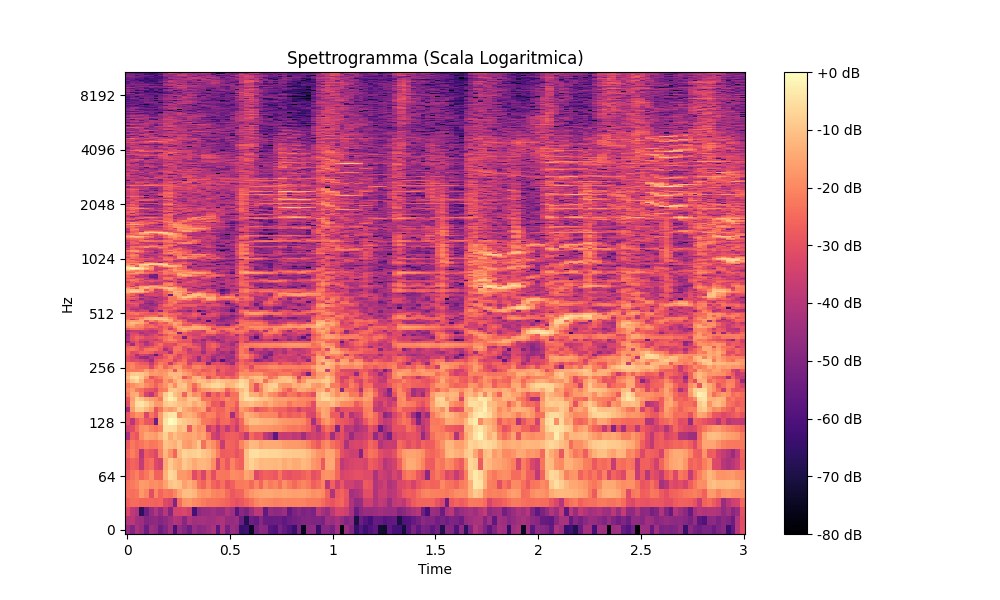 Spettrogramma (Scala Logaritmica)
Hz
8192
4096
2048
1024
512
256
128
64
0
0 0.5 1 1.5 2 2.5 3
Time
+0 dB
-10 dB
-20 dB
-30 dB
-40 dB
-50 dB
-60 dB
-70 dB
-80 dB